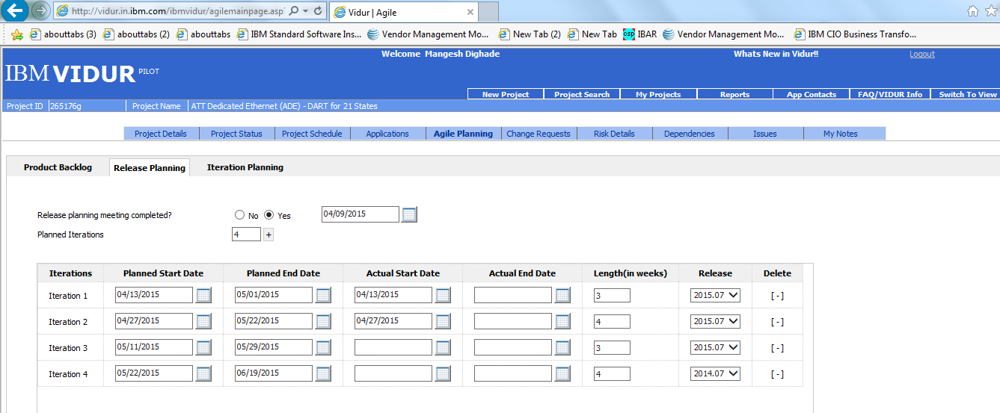 http://vidur.in.ibm.com/ibmvidur/agilemainpage.asp? Vidur | Agile
abouttabs (3) abouttabs (2) abouttabs IBM Standard Software Ins... Vendor Management Mo... New Tab (2) New Tab csp IBAR Vendor Management Mo... IBM CIO Business Transfo...
Welcome Mangesh Dighade Whats New in Vidur!! Logout
IBM VIDUR PILOT
New Project Project Search My Projects Reports App Contacts FAQ/VIDUR Info Switch To View
Project ID 265176g Project Name ATT Dedicated Ethernet (ADE) - DART for 21 States
Project Details Project Status Project Schedule Applications Agile Planning Change Requests Risk Details Dependencies Issues My Notes
Product Backlog Release Planning Iteration Planning
Release planning meeting completed? No Yes 04/09/2015
Planned Iterations 4 +
Iterations Planned Start Date Planned End Date Actual Start Date Actual End Date Length(in weeks) Release Delete
Iteration 1 04/13/2015 05/01/2015 04/13/2015 3 2015.07 [ - ]
Iteration 2 04/27/2015 05/22/2015 04/27/2015 4 2015.07 [ - ]
Iteration 3 05/11/2015 05/29/2015 3 2015.07 [ - ]
Iteration 4 05/22/2015 06/19/2015 4 2014.07 [ - ]